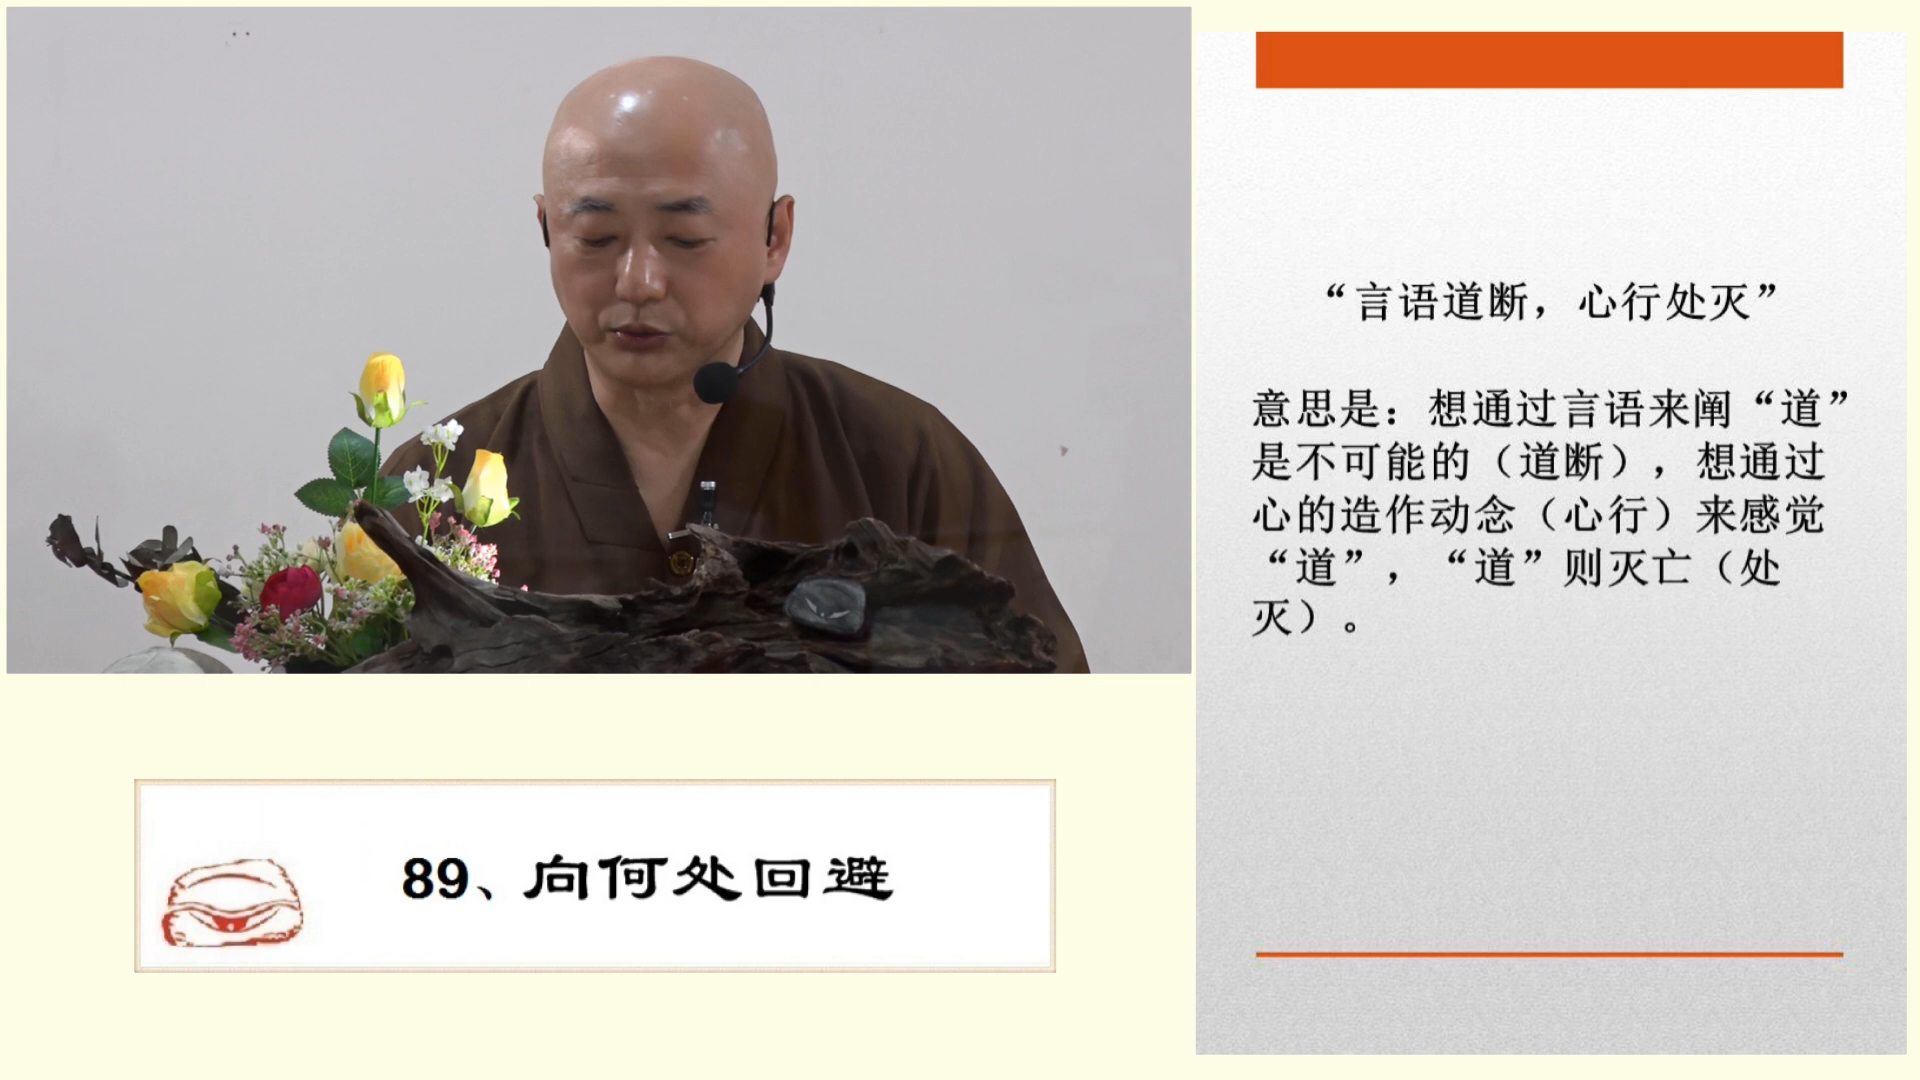 “言语道断，心行处灭”
意思是：想通过言语来阐“道”
是不可能的（道断），想通过
心的造作动念（心行）来感觉
“道”，“道”则灭亡（处
灭）。
89、向何处回避